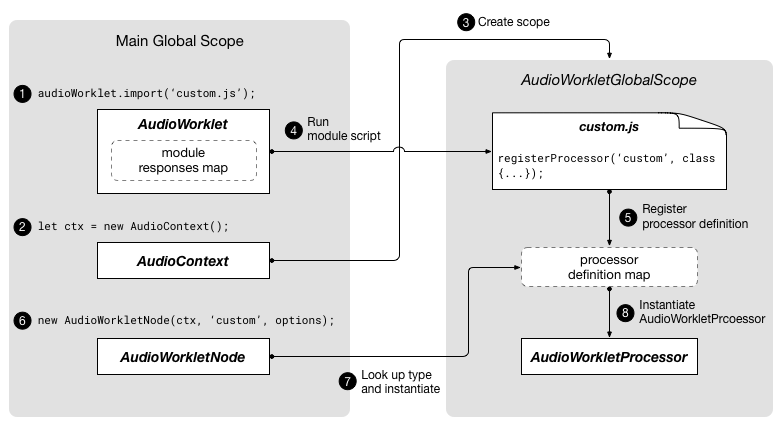 Main Global Scope
1 audioWorklet.import(‘custom.js’);
AudioWorklet
module
responses map
2 let ctx = new AudioContext();
AudioContext
6 new AudioWorkletNode(ctx, ‘custom’, options);
AudioWorkletNode
3 Create scope
4 Run
module script
7 Look up type
and instantiate
AudioWorkletGlobalScope
custom.js
registerProcessor(‘custom’, class
{...});
5 Register
processor definition
processor
definition map
8 Instantiate
AudioWorkletPrcoessor
AudioWorkletProcessor